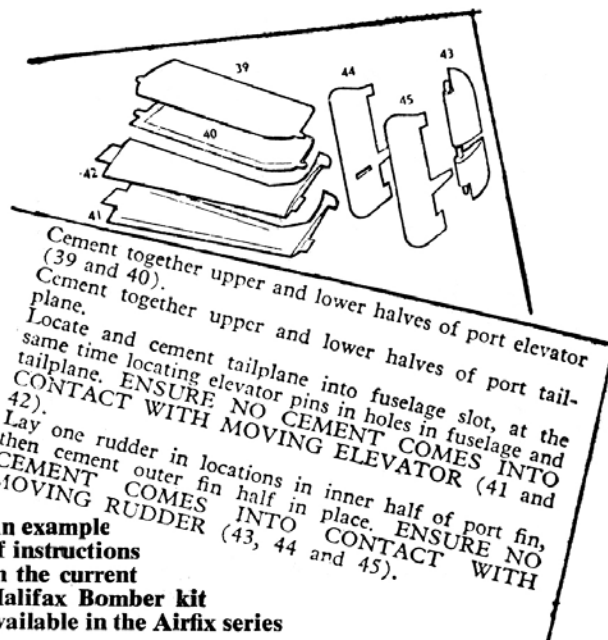 39
44
43
40
45
42
41
Cement together upper and lower halves of port elevator
(39 and 40).
Cement together upper and lower halves of port tail-
plane.
Locate and cement tailplane into fuselage slot, at the
same time locating elevator pins in holes in fuselage and
tailplane. ENSURE NO CEMENT COMES INTO
CONTACT WITH MOVING ELEVATOR (41 and
42).
Lay one rudder in locations in inner half of port fin,
then cement outer fin half in place. ENSURE NO
CEMENT COMES INTO CONTACT WITH
MOVING RUDDER (43, 44 and 45).
n example
f instructions
n the current
alifax Bomber kit
vailable in the Airfix series